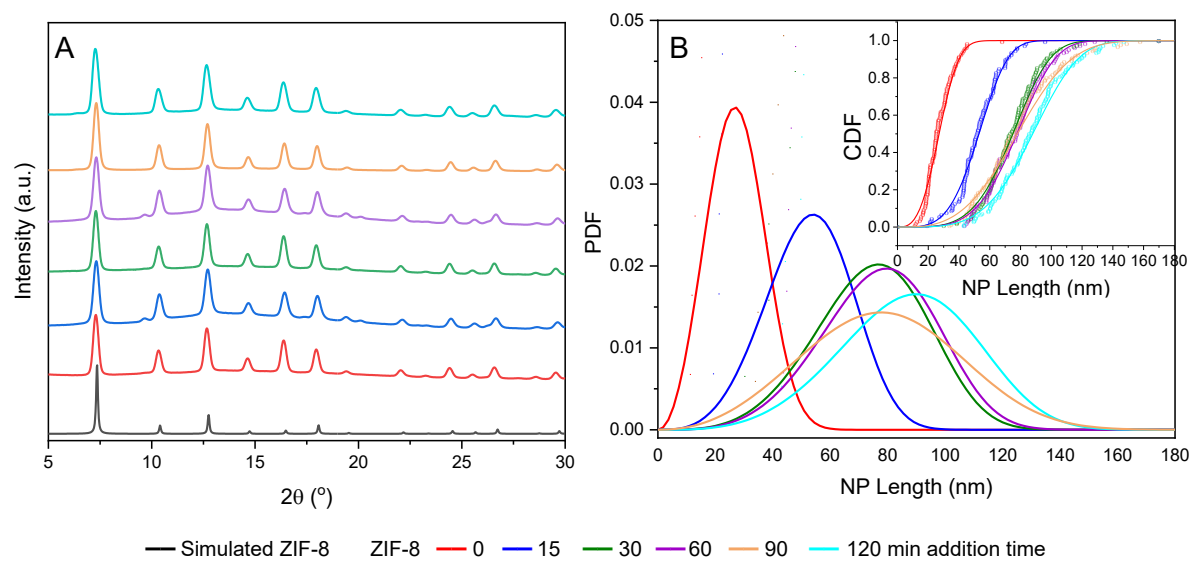 A
Intensity (a.u.)
5 10 15 20 25 30
2θ (°)
B
PDF
0.05
0.04
0.03
0.02
0.01
0.00
0 20 40 60 80 100 120 140 160 180
NP Length (nm)
CDF
1.0
0.8
0.6
0.4
0.2
0.0
0 20 40 60 80 100 120 140 160 180
NP Length (nm)
Simulated ZIF-8 ZIF-8 0 15 30 60 90 120 min addition time